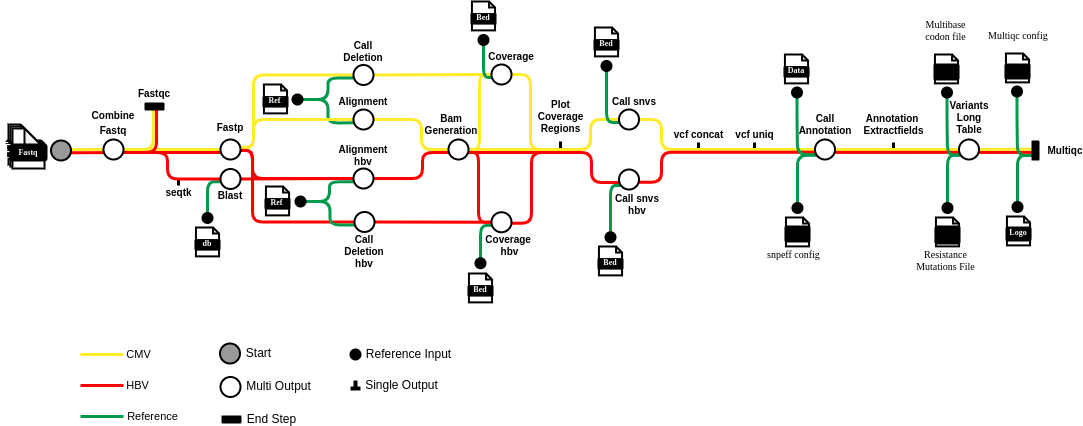 Fastq
Combine
Fastq
Fastqc
seqtk
Fastp
Blast
db
Ref
Call
Deletion
Alignment
Alignment
hbv
Ref
Call
Deletion
hbv
Bam
Generation
Bed
Coverage
Coverage
hbv
Bed
Plot
Coverage
Regions
Bed
Call snvs
Call snvs
hbv
Bed
vcf concat
vcf uniq
Data
Call
Annotation
snpeff config
Annotation
Extractfields
Multibase
codon file
Variants
Long
Table
Resistance
Mutations File
Multiqc config
Logo
Multiqc
CMV
HBV
Reference
Start
Multi Output
End Step
Reference Input
Single Output